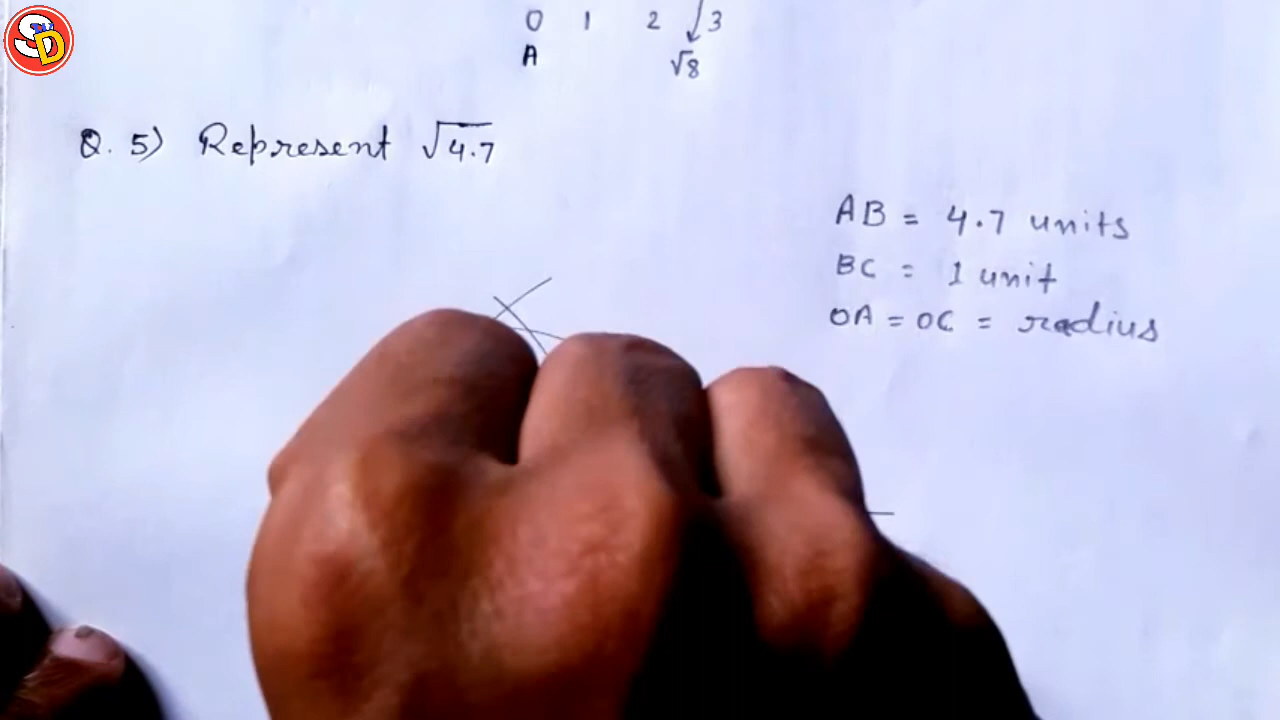 SD
0 1 2 3
A √8
Q. 5) Represent √4.7
AB = 4.7 units
BC = 1 unit
OA = OC = radius